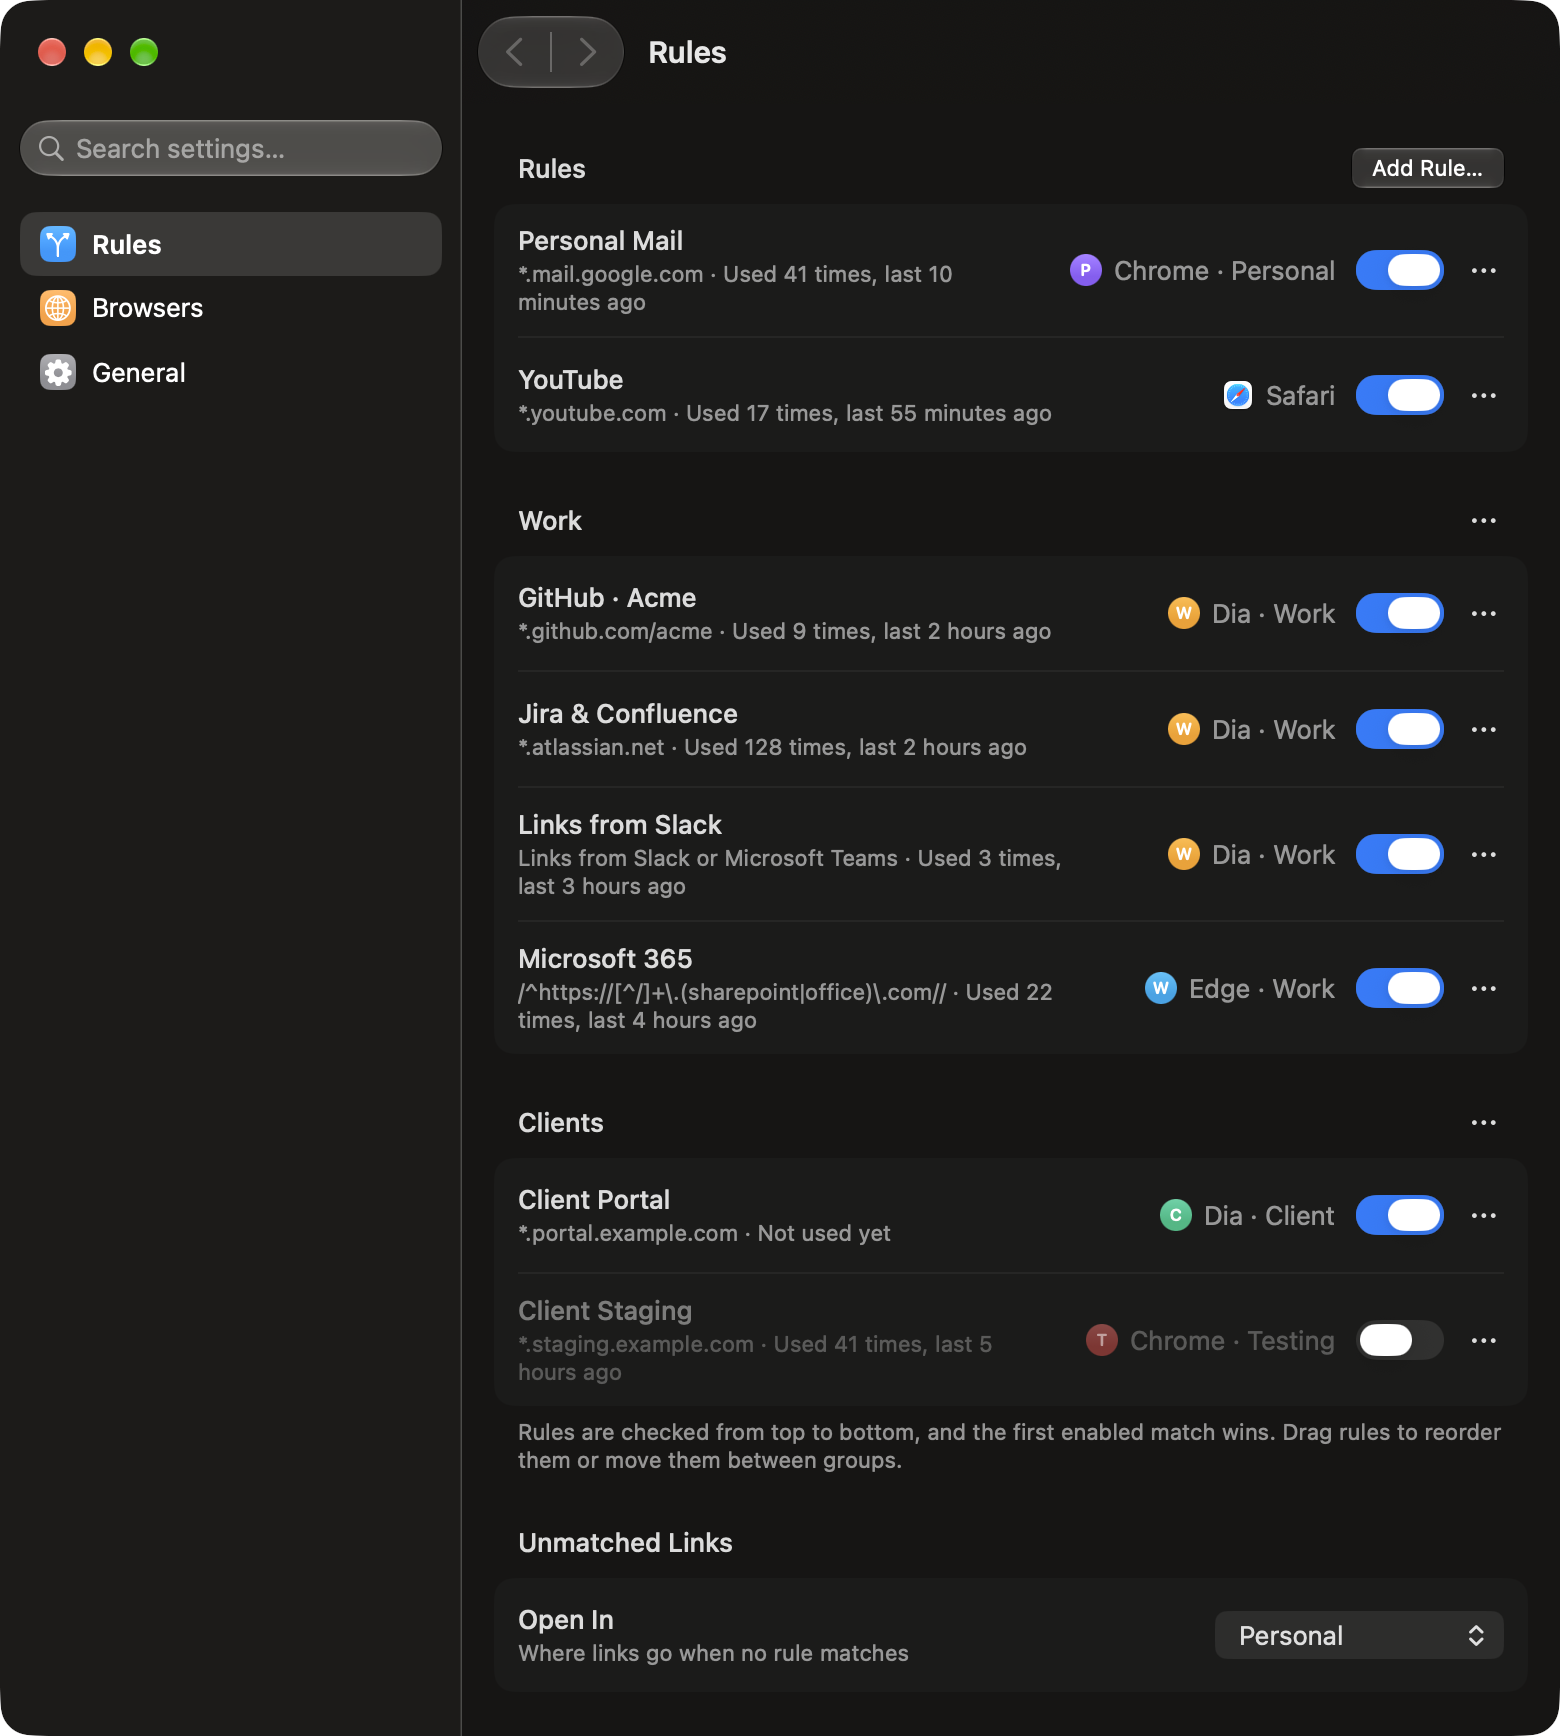 Rules
Search settings...
Rules
Browsers
General
Rules
Add Rule...
Personal Mail
*.mail.google.com · Used 41 times, last 10
minutes ago
P
Chrome · Personal
YouTube
*.youtube.com · Used 17 times, last 55 minutes ago
Safari
Work
GitHub · Acme
*.github.com/acme · Used 9 times, last 2 hours ago
W
Dia · Work
Jira & Confluence
*.atlassian.net · Used 128 times, last 2 hours ago
W
Dia · Work
Links from Slack
Links from Slack or Microsoft Teams · Used 3 times,
last 3 hours ago
W
Dia · Work
Microsoft 365
/^https://[^/]+\.(sharepoint|office)\.com// · Used 22
times, last 4 hours ago
W
Edge · Work
Clients
Client Portal
*.portal.example.com · Not used yet
C
Dia · Client
Client Staging
*.staging.example.com · Used 41 times, last 5
hours ago
T
Chrome · Testing
Rules are checked from top to bottom, and the first enabled match wins. Drag rules to reorder
them or move them between groups.
Unmatched Links
Open In
Where links go when no rule matches
Personal